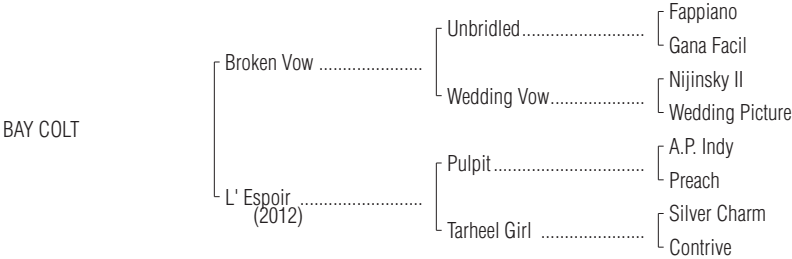 Fappiano
Unbridled......................
Gana Facil
Broken Vow ......................
Nijinsky II
Wedding Vow....................
Wedding Picture
BAY COLT
A.P. Indy
Pulpit................................
Preach
L' Espoir ..........................
(2012)
Silver Charm
Tarheel Girl ......................
Contrive